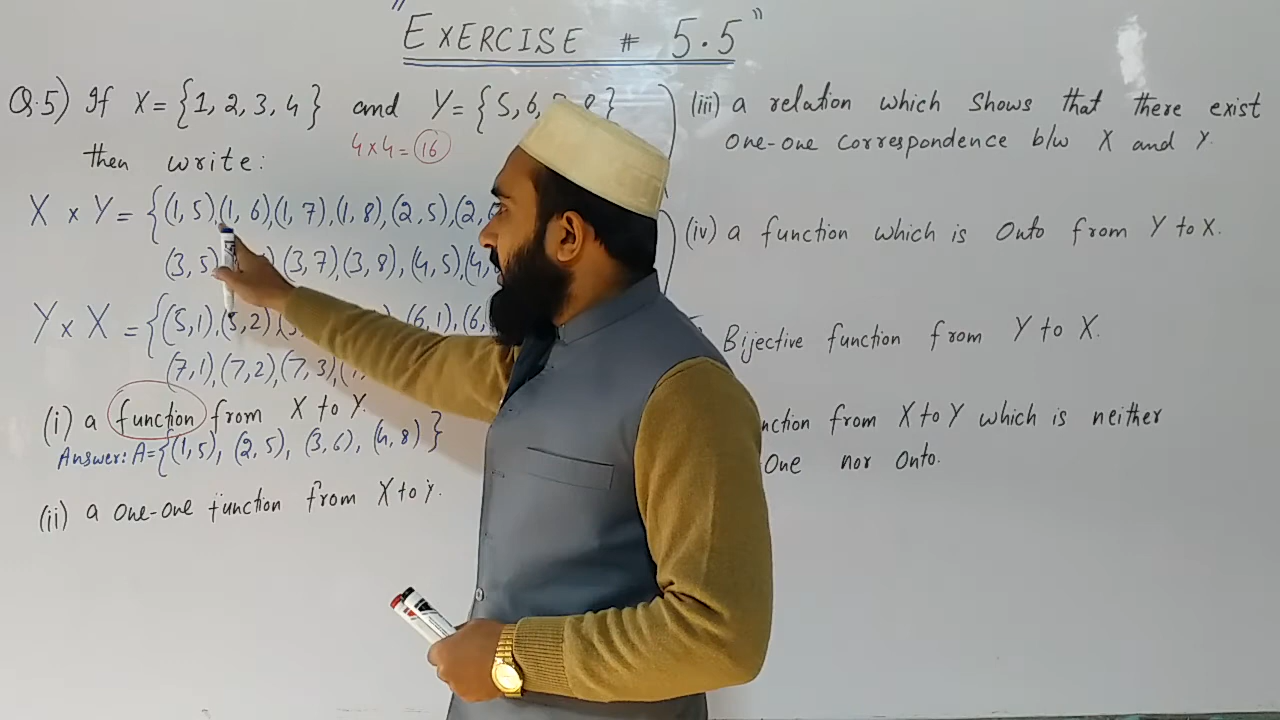 "EXERCISE # 5.5"
Q.5) If X = {1, 2, 3, 4} and Y = {5, 6, 8}
4 x 4 = 16
then write:
X x Y = {(1, 5), (1, 6), (1, 7), (1, 8), (2, 5), (2,
(3, 5 (3, 7), (3, 8), (4, 5), (4,
Y x X = {(5, 1), (5, 2) (6, 1), (6,
(7, 1), (7, 2), (7, 3),
(i) a function from X to Y.
Answer: A = {(1, 5), (2, 5), (3, 6), (4, 8)}
(ii) a one-one function from X to Y.
(iii) a relation which shows that there exist
one-one correspondence b/w X and Y.
(iv) a function which is onto from Y to X.
Bijective function from Y to X.
from X to Y which is neither
One nor Onto.